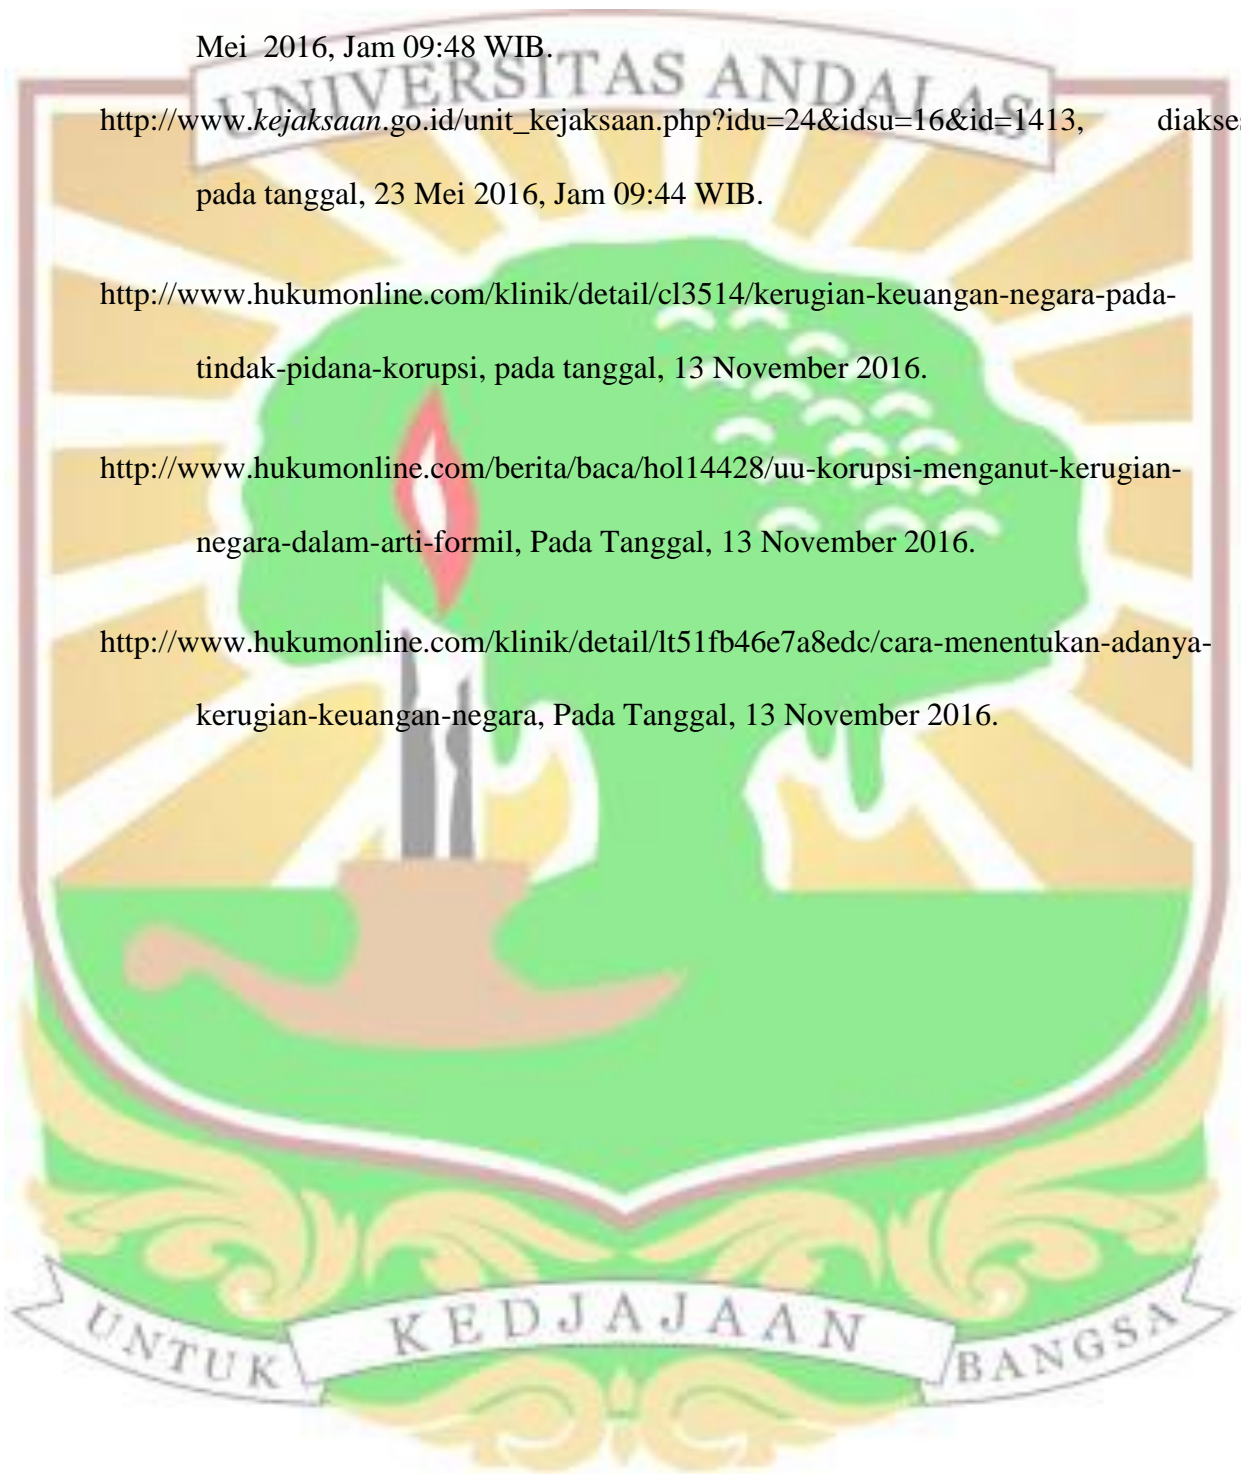 Mei 2016, Jam 09:48 WIB.
UNIVERSITAS ANDALAS
http://www.kejaksaan.go.id/unit_kejaksaan.php?idu=24&idsu=16&id=1413, diakses
pada tanggal, 23 Mei 2016, Jam 09:44 WIB.
http://www.hukumonline.com/klinik/detail/cl3514/kerugian-keuangan-negara-pada-
tindak-pidana-korupsi, pada tanggal, 13 November 2016.
http://www.hukumonline.com/berita/baca/hol14428/uu-korupsi-menganut-kerugian-
negara-dalam-arti-formil, Pada Tanggal, 13 November 2016.
http://www.hukumonline.com/klinik/detail/lt51fb46e7a8edc/cara-menentukan-adanya-
kerugian-keuangan-negara, Pada Tanggal, 13 November 2016.
UNTUK KEDJAJAAN BANGSA